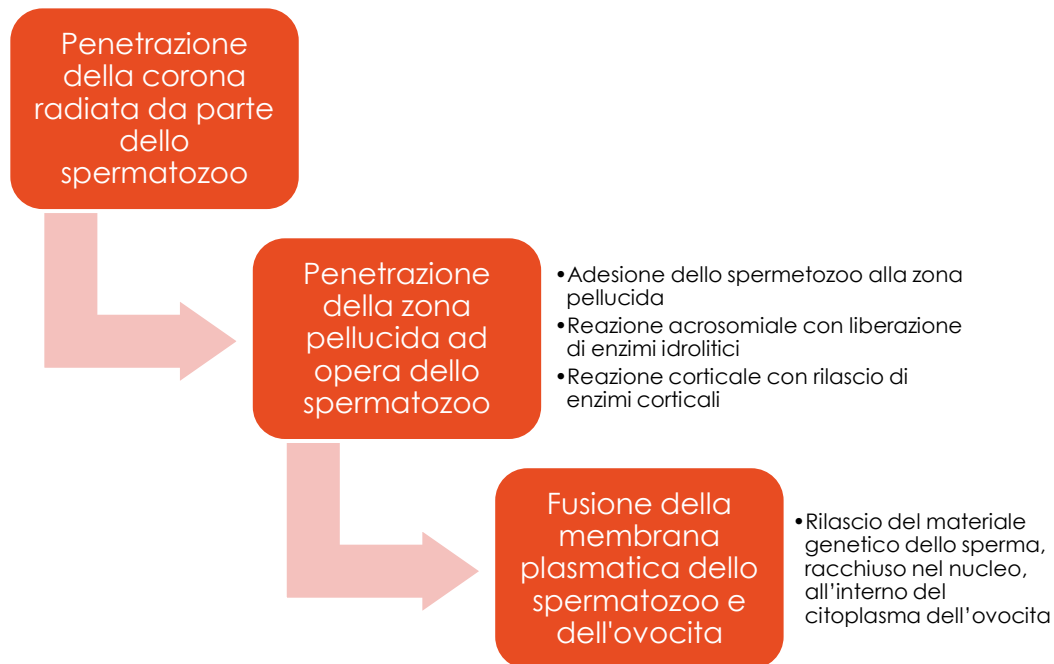 Penetrazione
della corona
radiata da parte
dello
spermatozoo
Penetrazione
della zona
pellucida ad
opera dello
spermatozoo
•Adesione dello spermetozoo alla zona
pellucida
•Reazione acrosomiale con liberazione
di enzimi idrolitici
•Reazione corticale con rilascio di
enzimi corticali
Fusione della
membrana
plasmatica dello
spermatozoo e
dell'ovocita
•Rilascio del materiale
genetico dello sperma,
racchiuso nel nucleo,
all’interno del
citoplasma dell’ovocita